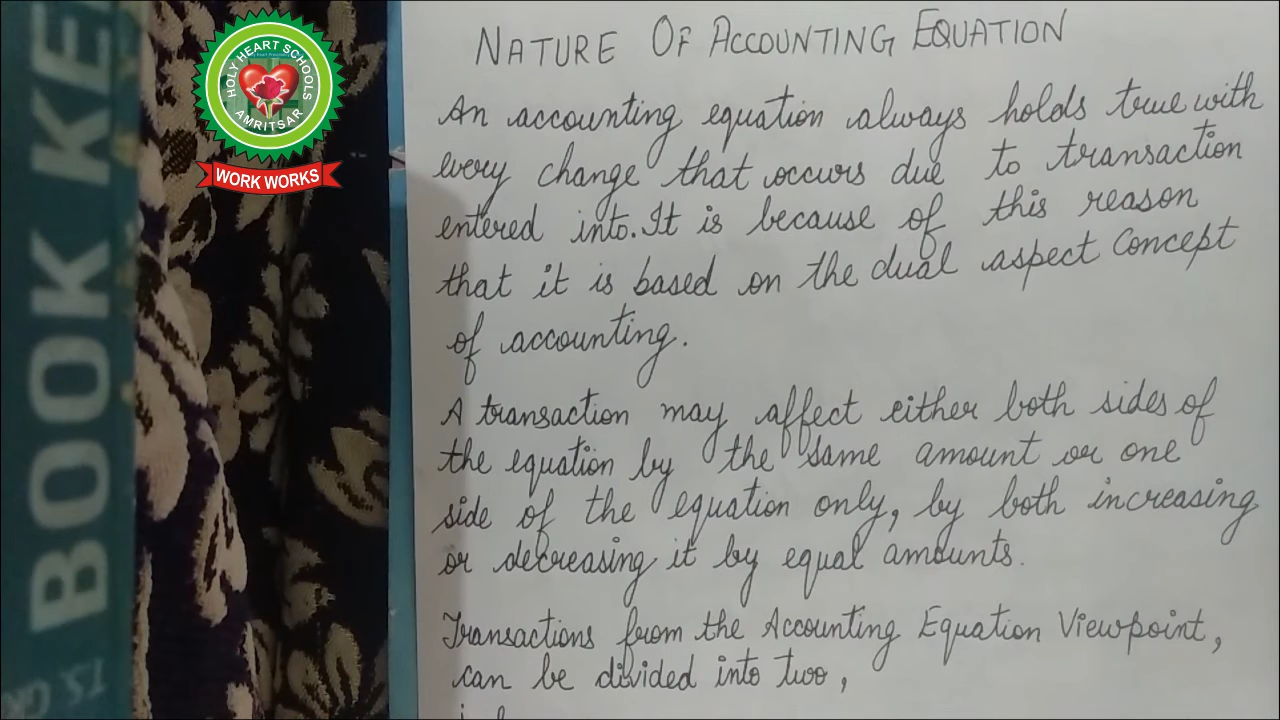 BOOK KE
TS
HOLY HEART SCHOOLS
AMRITSAR
WORK WORKS
NATURE OF ACCOUNTING EQUATION
An accounting equation always holds true with
every change that occurs due to transaction
entered into. It is because of this reason
that it is based on the dual aspect Concept
of accounting.
A transaction may affect either both sides of
the equation by the same amount or one
side of the equation only, by both increasing
or decreasing it by equal amounts.
Transactions from the Accounting Equation Viewpoint,
can be divided into two,